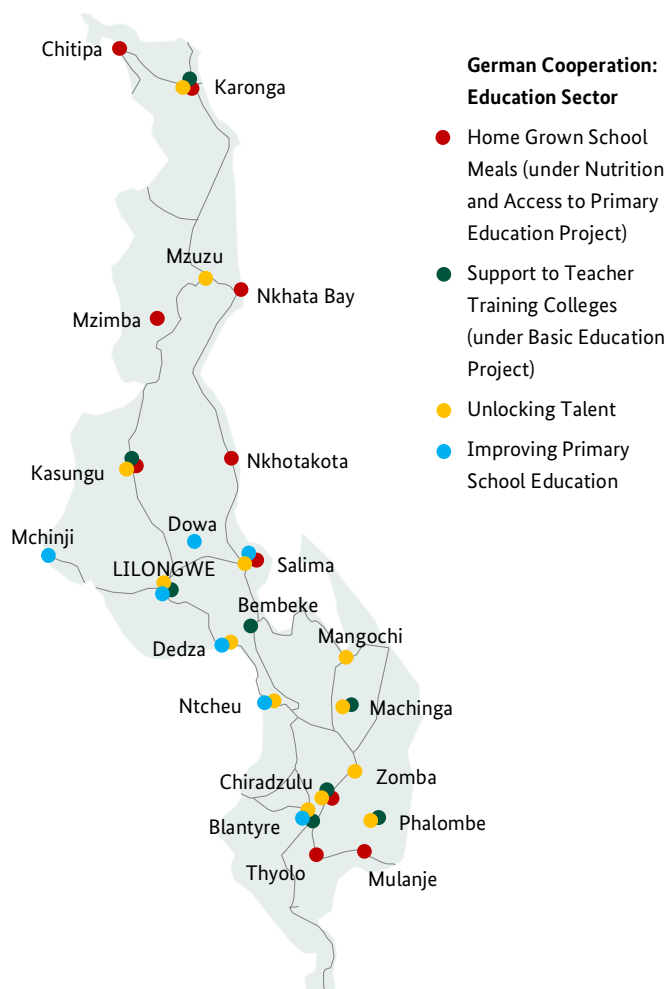 Chitipa
Karonga
Mzuzu
Nkhata Bay
Mzimba
Kasungu
Nkhotakota
Dowa
Mchinji
LILONGWE
Salima
Bembeke
Dedza
Mangochi
Ntcheu
Machinga
Zomba
Chiradzulu
Blantyre
Phalombe
Thyolo
Mulanje
German Cooperation:
Education Sector
Home Grown School
Meals (under Nutrition
and Access to Primary
Education Project)
Support to Teacher
Training Colleges
(under Basic Education
Project)
Unlocking Talent
Improving Primary
School Education